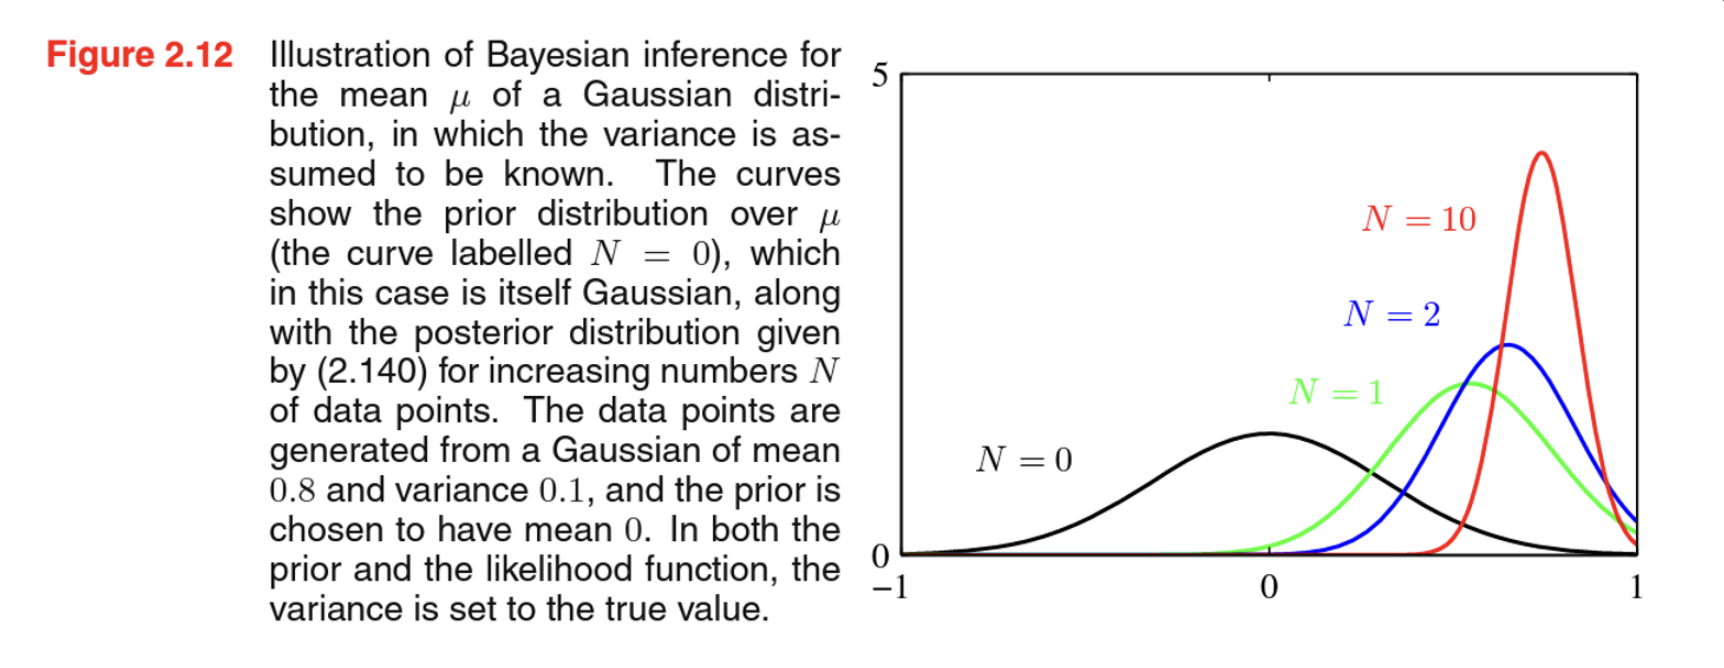 Figure 2.12 Illustration of Bayesian inference for
the mean μ of a Gaussian distri-
bution, in which the variance is as-
sumed to be known. The curves
show the prior distribution over μ
(the curve labelled N = 0), which
in this case is itself Gaussian, along
with the posterior distribution given
by (2.140) for increasing numbers N
of data points. The data points are
generated from a Gaussian of mean
0.8 and variance 0.1, and the prior is
chosen to have mean 0. In both the
prior and the likelihood function, the
variance is set to the true value.
5
N = 10
N = 2
N = 1
N = 0
0
−1
0
1